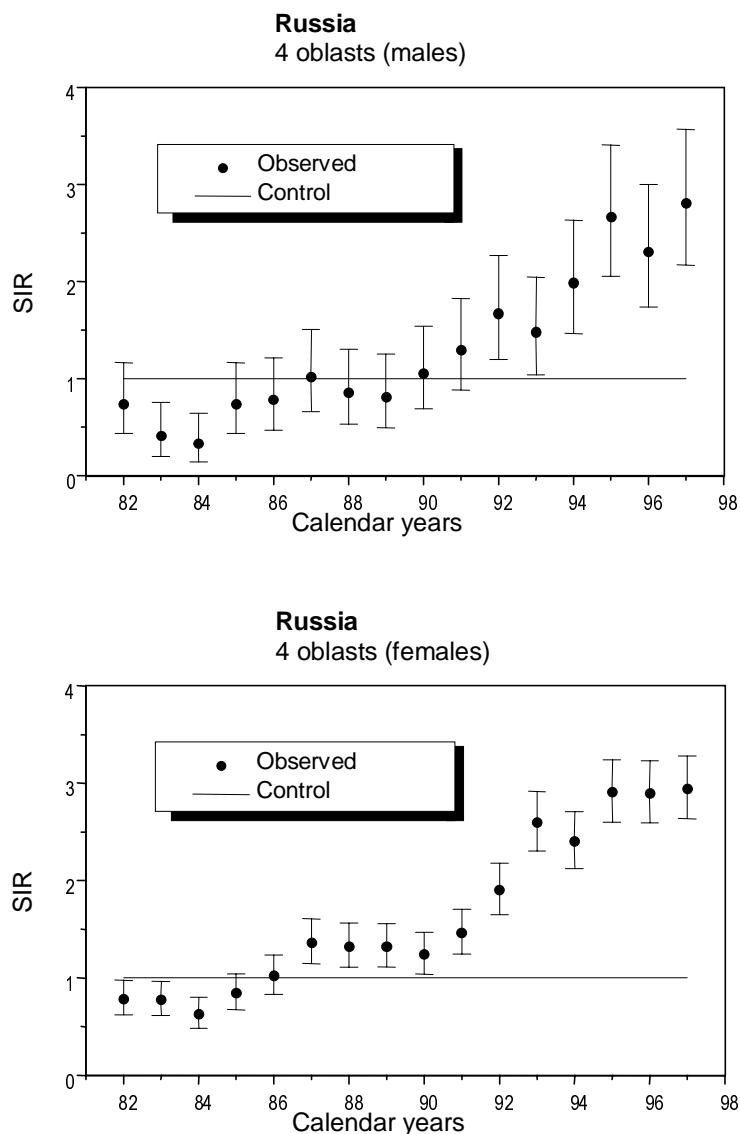 Russia
4 oblasts (males)
4
3
2
1
0
SIR
Observed
Control
82 84 86 88 90 92 94 96 98
Calendar years
Russia
4 oblasts (females)
4
3
2
1
0
SIR
Observed
Control
82 84 86 88 90 92 94 96 98
Calendar years